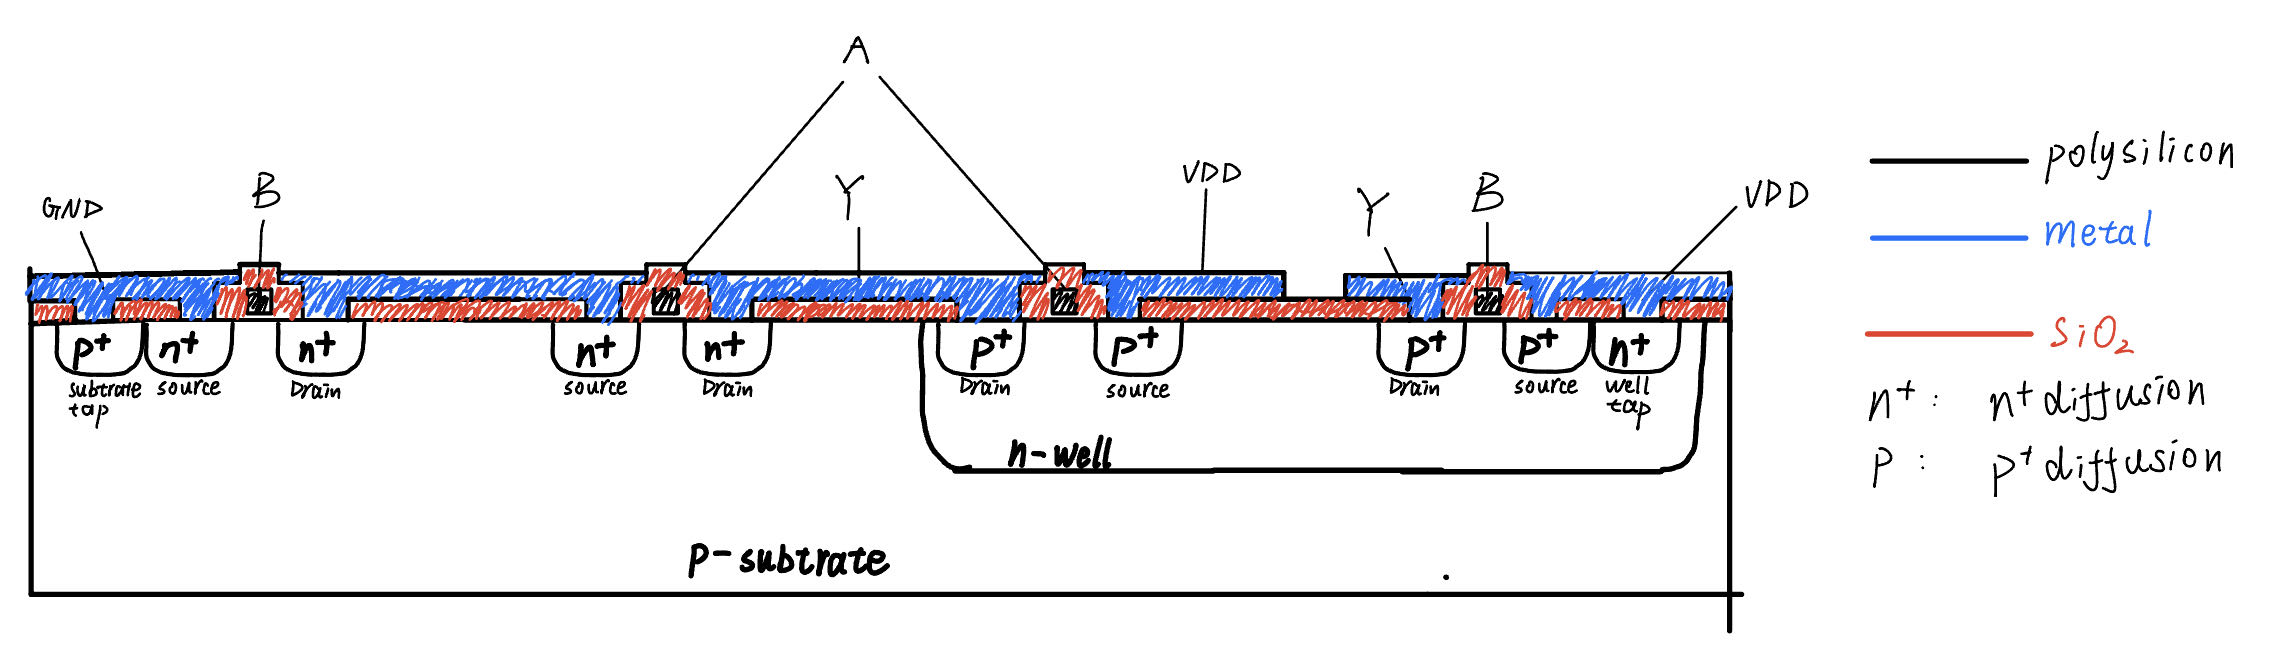 A
GND
B
Y
VDD
Y
B
VDD
p+
n+
n+
n+
n+
p+
p+
p+
p+
n+
subtrate
tap
source
Drain
source
Drain
Drain
source
Drain
source
well
tap
n-well
P-subtrate
polysilicon
metal
SiO₂
n+ : n+ diffusion
P : p+ diffusion